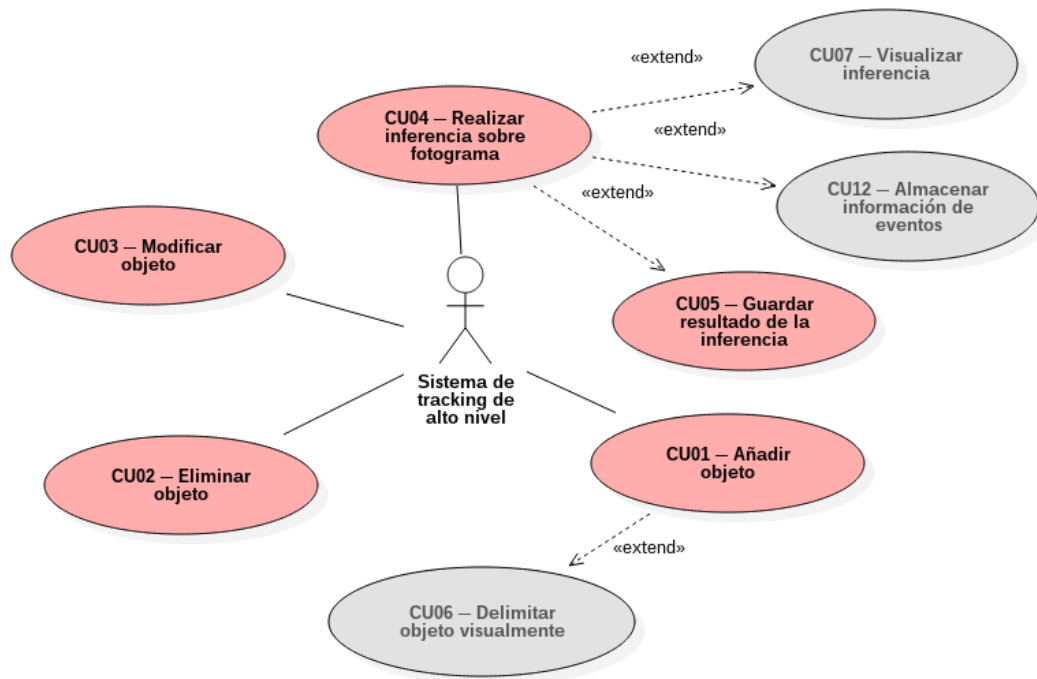 «extend»
CU07 ─ Visualizar
inferencia
CU04 ─ Realizar
inferencia sobre
fotograma
«extend»
«extend»
CU12 ─ Almacenar
información de
eventos
CU03 ─ Modificar
objeto
CU05 ─ Guardar
resultado de la
inferencia
Sistema de
tracking de
alto nivel
CU01 ─ Añadir
objeto
CU02 ─ Eliminar
objeto
«extend»
CU06 ─ Delimitar
objeto visualmente